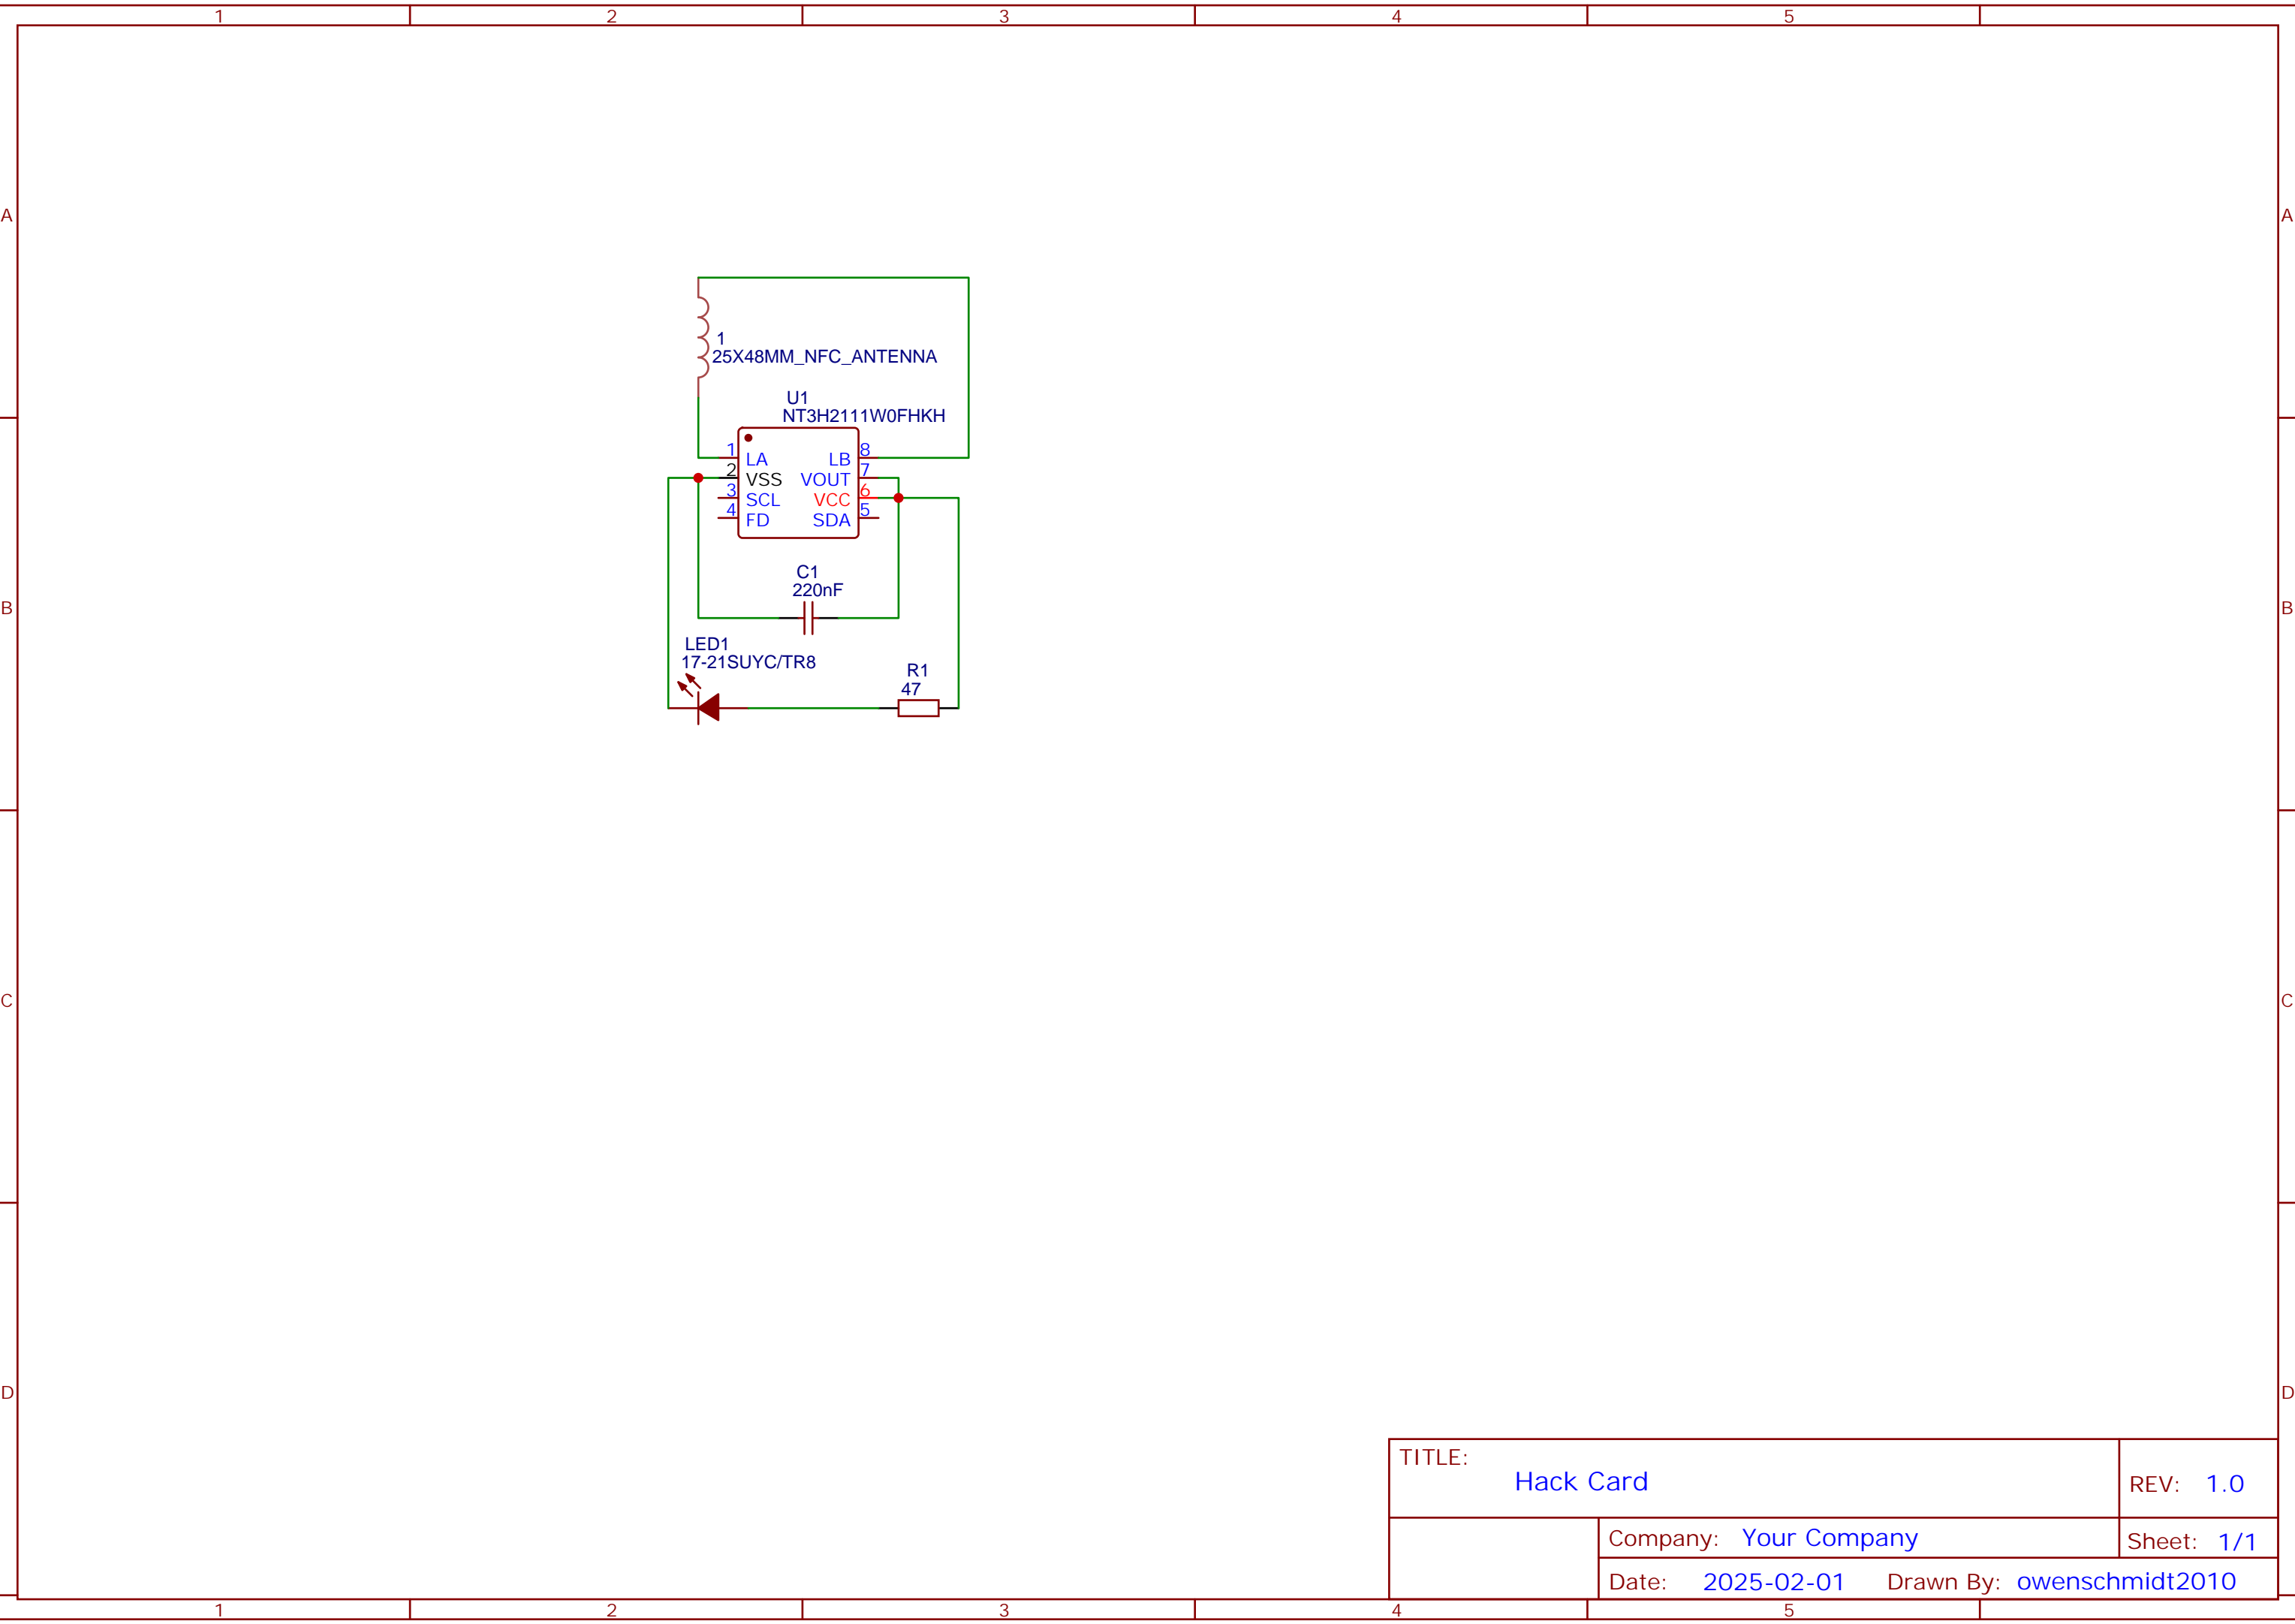 1 2 3 4 5
A A
1
25X48MM_NFC_ANTENNA
U1
NT3H2111W0FHKH
1 8
LA LB
2 7
VSS VOUT
3 6
SCL VCC
4 5
FD SDA
C1
220nF
B B
LED1
17-21SUYC/TR8
R1
47
C C
D D
TITLE:
Hack Card
REV: 1.0
Company: Your Company
Sheet: 1/1
Date: 2025-02-01 Drawn By: owenschmidt2010
1 2 3 4 5